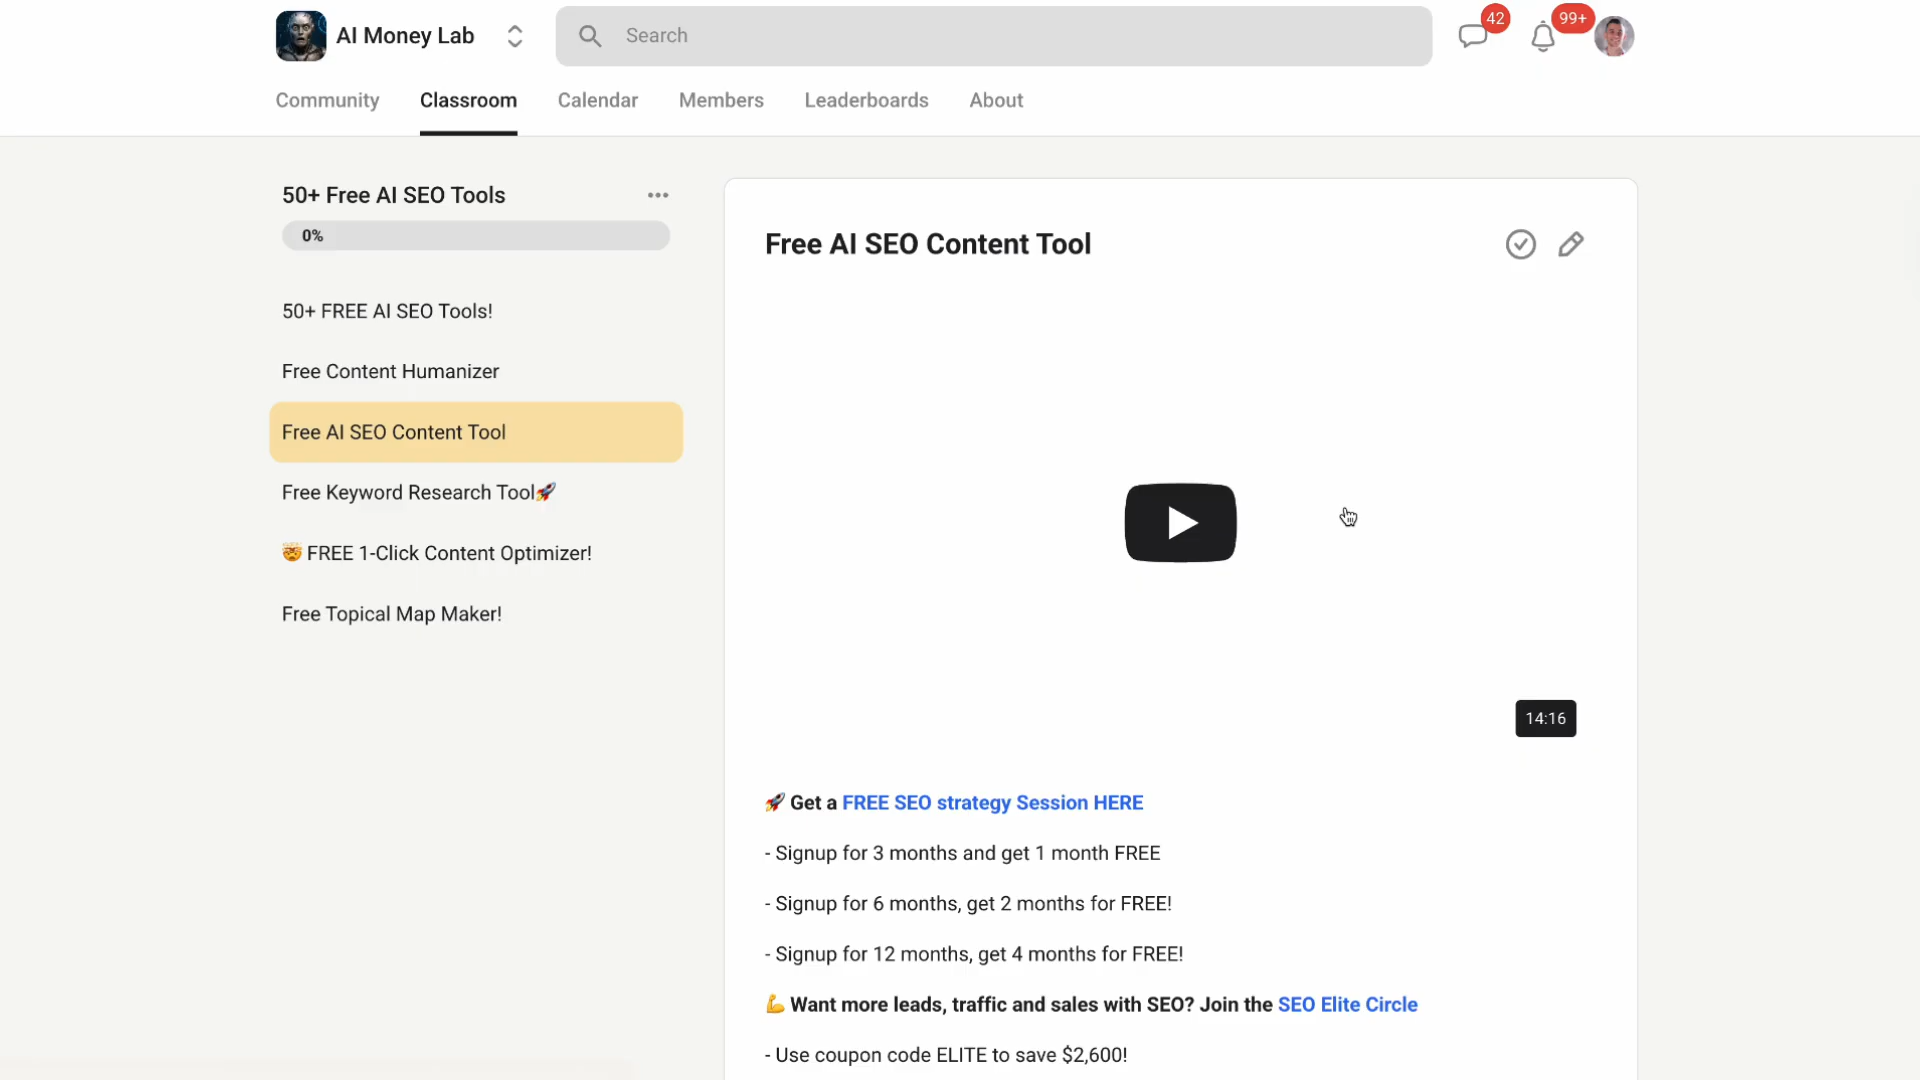 AI Money Lab
Search
42
99+
Community Classroom Calendar Members Leaderboards About
50+ Free AI SEO Tools
0%
50+ FREE AI SEO Tools!
Free Content Humanizer
Free AI SEO Content Tool
Free Keyword Research Tool🚀
🤯 FREE 1-Click Content Optimizer!
Free Topical Map Maker!
Free AI SEO Content Tool
14:16
🚀 Get a FREE SEO strategy Session HERE
- Signup for 3 months and get 1 month FREE
- Signup for 6 months, get 2 months for FREE!
- Signup for 12 months, get 4 months for FREE!
💪 Want more leads, traffic and sales with SEO? Join the SEO Elite Circle
- Use coupon code ELITE to save $2,600!